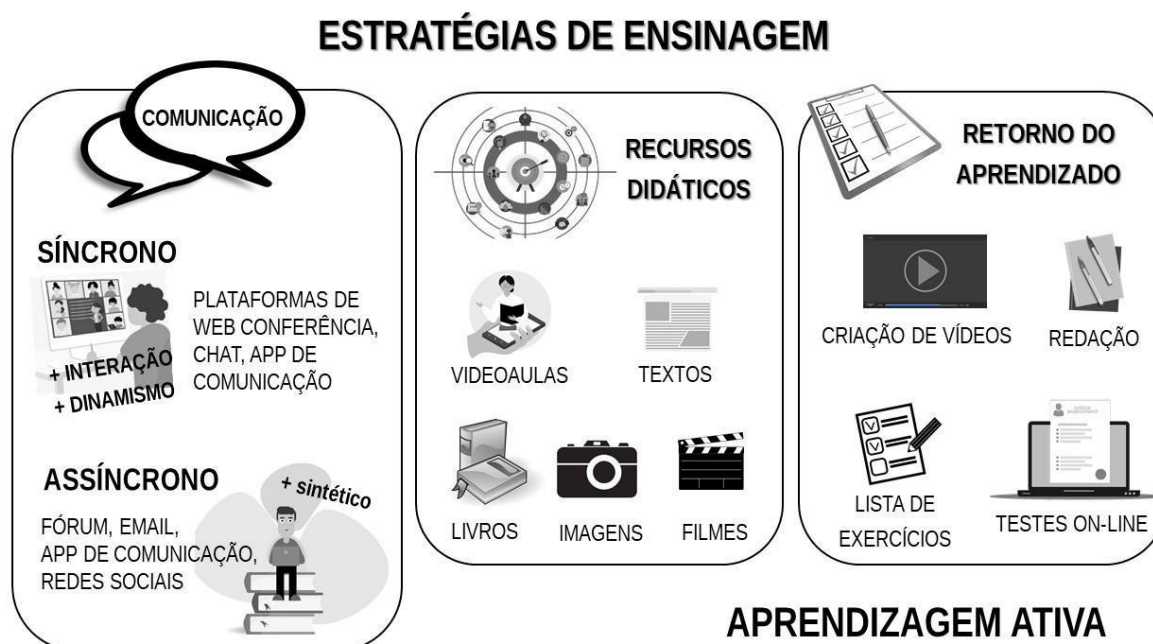 ESTRATÉGIAS DE ENSINAGEM
COMUNICAÇÃO
SÍNCRONO
PLATAFORMAS DE
WEB CONFERÊNCIA,
CHAT, APP DE
COMUNICAÇÃO
+ INTERAÇÃO
+ DINAMISMO
ASSÍNCRONO
+ sintético
FÓRUM, EMAIL,
APP DE COMUNICAÇÃO,
REDES SOCIAIS
RECURSOS
DIDÁTICOS
VIDEOAULAS
TEXTOS
LIVROS
IMAGENS
FILMES
RETORNO DO
APRENDIZADO
CRIAÇÃO DE VÍDEOS
REDAÇÃO
LISTA DE
EXERCÍCIOS
online
assessment
TESTES ON-LINE
APRENDIZAGEM ATIVA